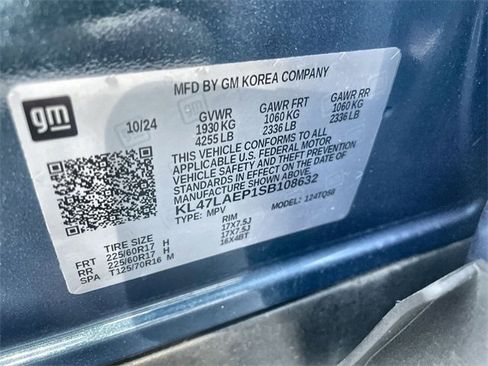 MFD BY GM KOREA COMPANY
gm
10/24 GVWR GAWR FRT GAWR RR
1930 KG 1060 KG 1060 KG
4255 LB 2336 LB 2336 LB
THIS VEHICLE CONFORMS TO ALL
APPLICABLE U.S. FEDERAL MOTOR
VEHICLE SAFETY AND THEFT PREVENTION
STANDARDS IN EFFECT ON THE DATE OF
MANUFACTURE SHOWN ABOVE.
KL47LAEP1SB108632
TYPE: MPV MODEL: 124TQ58
TIRE SIZE RIM
FRT 225/60R17 H 17X7.5J
RR 225/60R17 H 17X7.5J
SPA T125/70R16 M 16X4BT